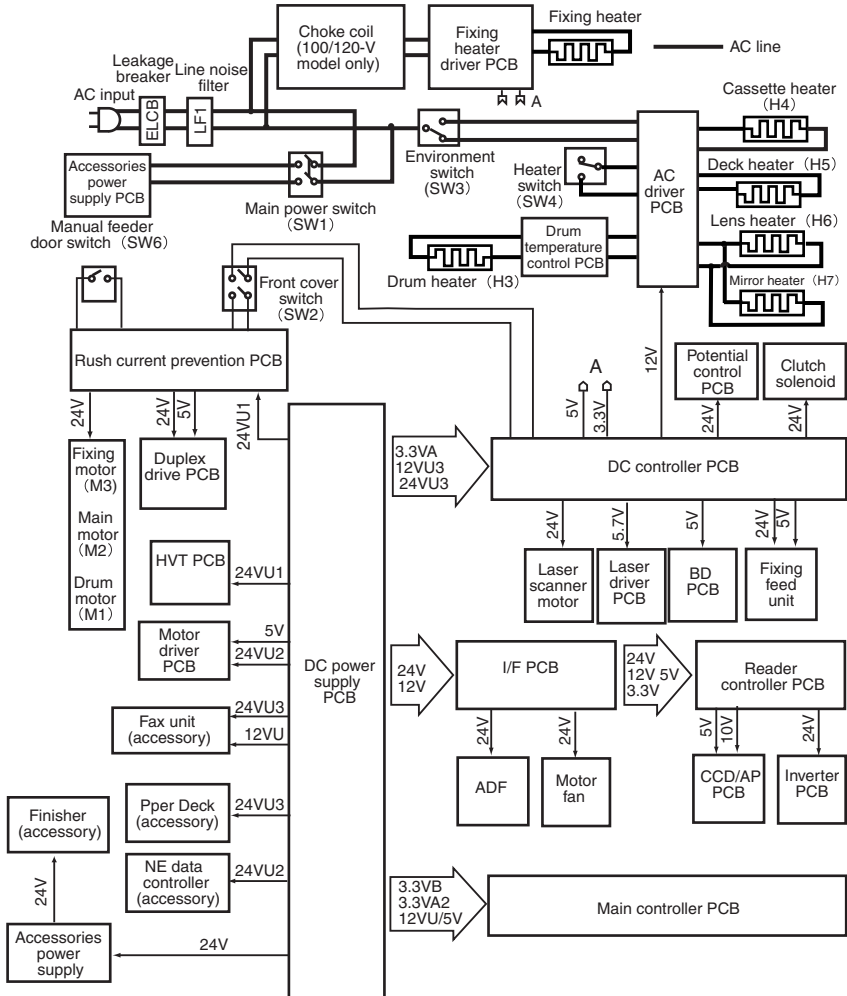 Choke coil
(100/120-V
model only)
Fixing
heater
driver PCB
Fixing heater
AC line
Leakage
breaker
Line noise
filter
AC input
ELCB
LF1
A
Cassette heater
(H4)
Environment
switch
(SW3)
Heater
switch
(SW4)
AC
driver
PCB
Deck heater (H5)
Accessories
power
supply PCB
Main power switch
(SW1)
Manual feeder
door switch (SW6)
Drum
temperature
control PCB
Drum heater (H3)
Lens heater (H6)
Mirror heater (H7)
Front cover
switch
(SW2)
Rush current prevention PCB
24V
24V
5V
24VU1
A
5V
3.3V
12V
Potential
control
PCB
Clutch
solenoid
24V
24V
Fixing
motor
(M3)
Main
motor
(M2)
Drum
motor
(M1)
Duplex
drive PCB
3.3VA
12VU3
24VU3
DC controller PCB
24V
5.7V
5V
24V
5V
HVT PCB
24VU1
Laser
scanner
motor
Laser
driver
PCB
BD
PCB
Fixing
feed
unit
Motor
driver
PCB
5V
24VU2
DC power
supply
PCB
24V
12V
I/F PCB
24V
12V 5V
3.3V
Reader
controller PCB
Fax unit
(accessory)
24VU3
12VU
24V
24V
5V
10V
24V
ADF
Motor
fan
CCD/AP
PCB
Inverter
PCB
Finisher
(accessory)
Pper Deck
(accessory)
24VU3
NE data
controller
(accessory)
24VU2
24V
3.3VB
3.3VA2
12VU/5V
Main controller PCB
Accessories
power
supply
24V